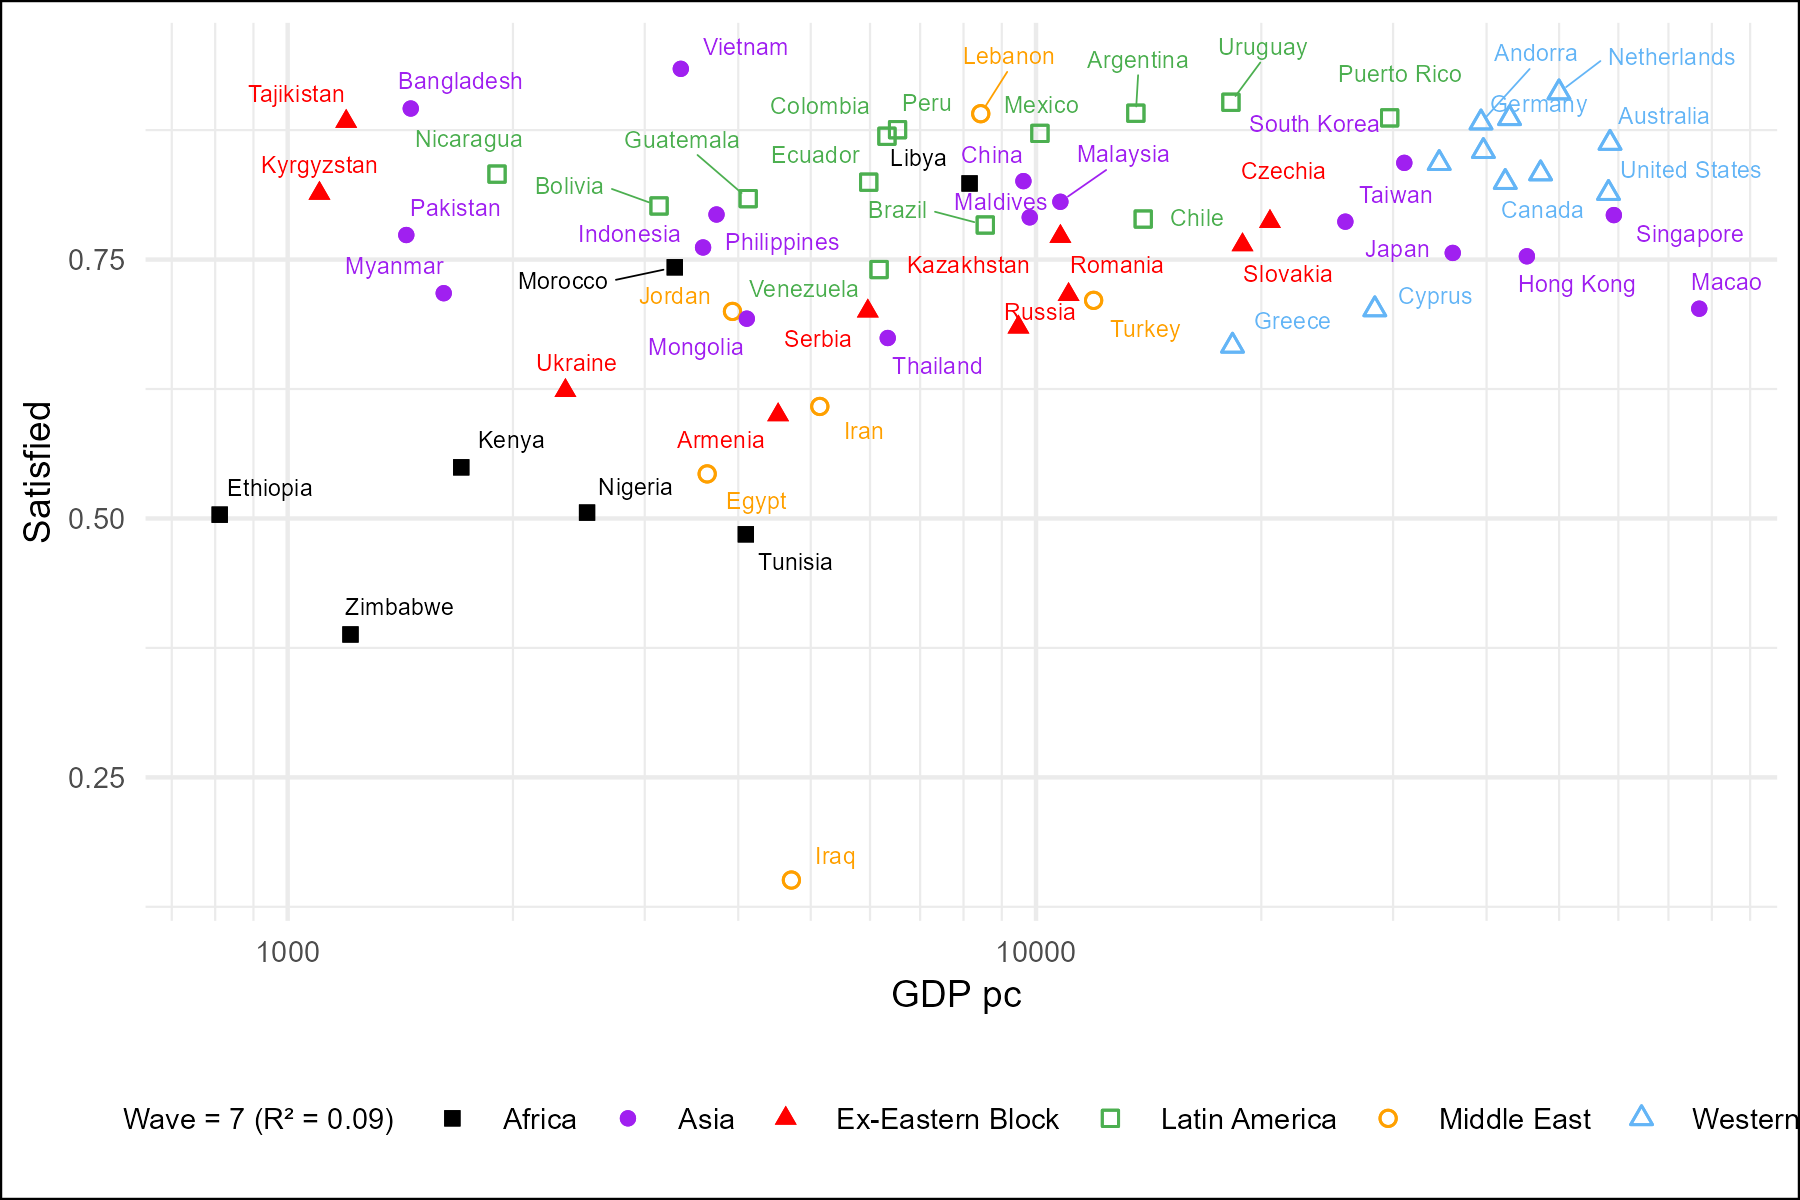 Vietnam
Lebanon
Argentina
Uruguay
Andorra
Netherlands
Puerto Rico
Bangladesh
Tajikistan
Colombia
Peru
Mexico
Germany
Australia
South Korea
Nicaragua
Guatemala
Ecuador
Libya
China
Malaysia
Kyrgyzstan
Czechia
United States
Bolivia
Taiwan
Pakistan
Brazil
Maldives
Chile
Canada
Indonesia
Philippines
Japan
Singapore
0.75
Myanmar
Morocco
Kazakhstan
Romania
Slovakia
Hong Kong
Macao
Jordan
Venezuela
Cyprus
Russia
Turkey
Greece
Mongolia
Serbia
Thailand
Ukraine
Armenia
Iran
Kenya
Satisfied
Ethiopia
Nigeria
Egypt
0.50
Tunisia
Zimbabwe
0.25
Iraq
1000
10000
GDP pc
Wave = 7 (R² = 0.09) Africa Asia Ex-Eastern Block Latin America Middle East Western